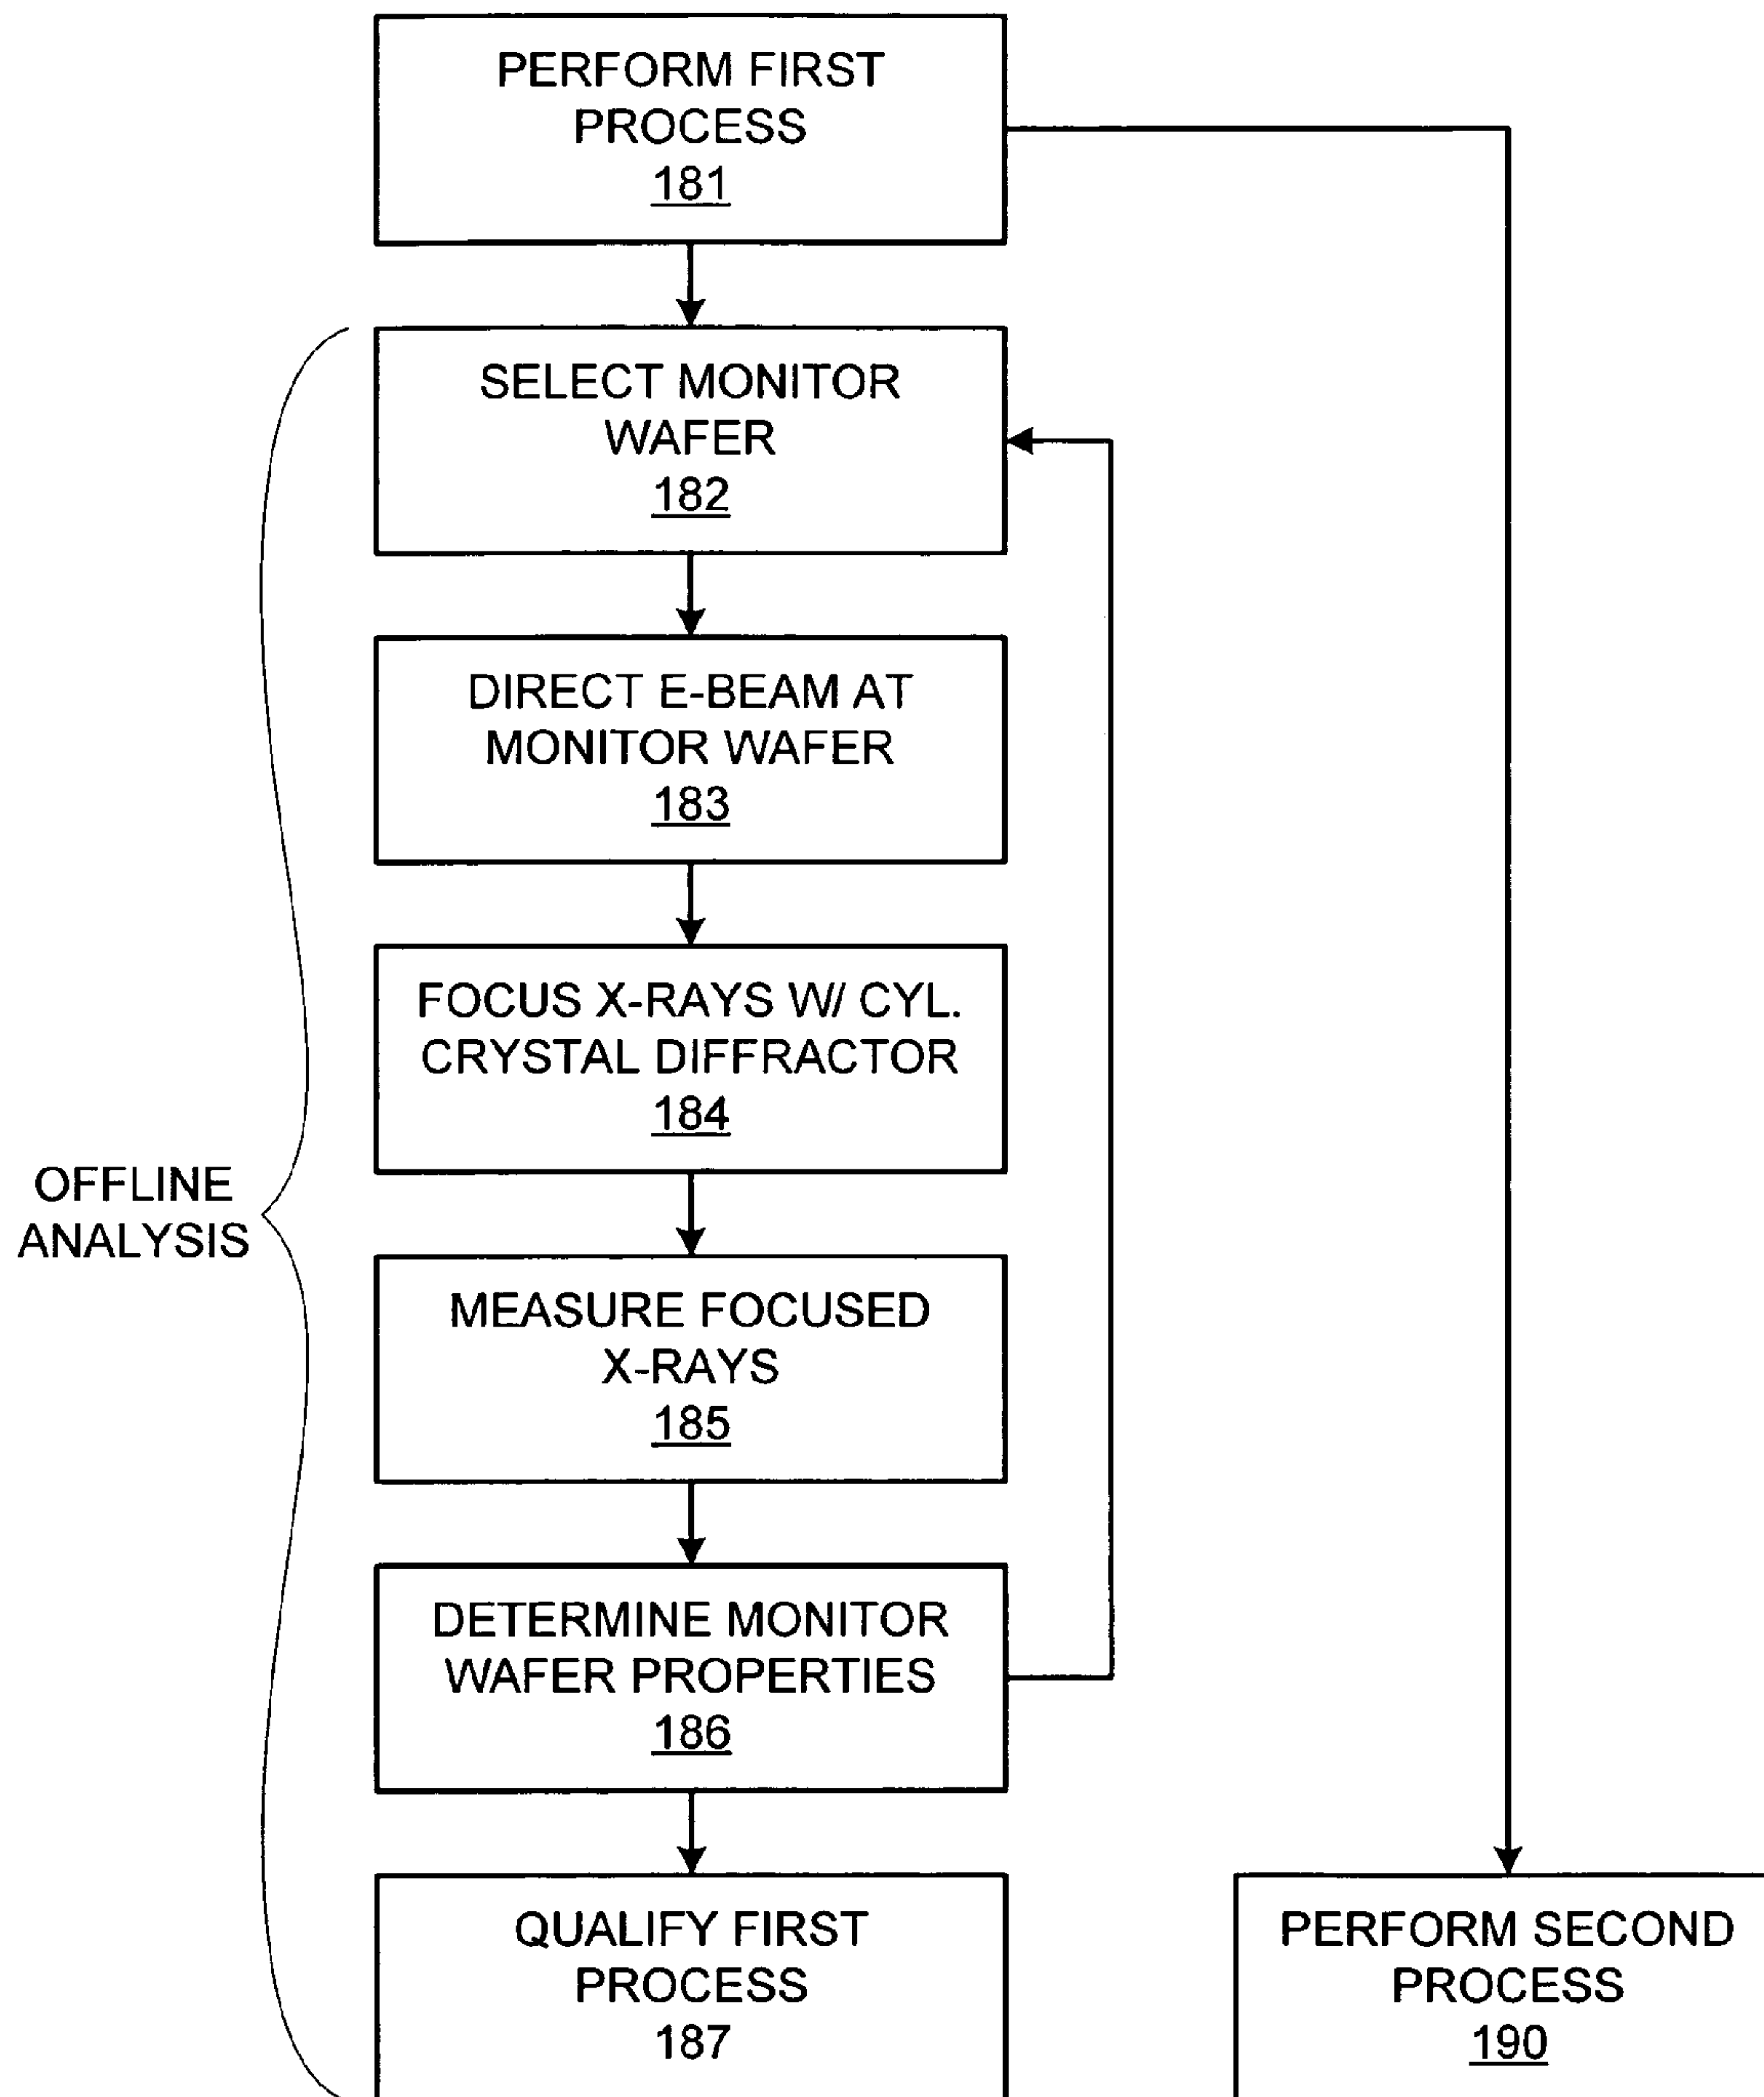 PERFORM FIRST
PROCESS
181
SELECT MONITOR
WAFER
182
DIRECT E-BEAM AT
MONITOR WAFER
183
FOCUS X-RAYS W/ CYL.
CRYSTAL DIFFRACTOR
184
OFFLINE
ANALYSIS
MEASURE FOCUSED
X-RAYS
185
DETERMINE MONITOR
WAFER PROPERTIES
186
QUALIFY FIRST
PROCESS
187
PERFORM SECOND
PROCESS
190